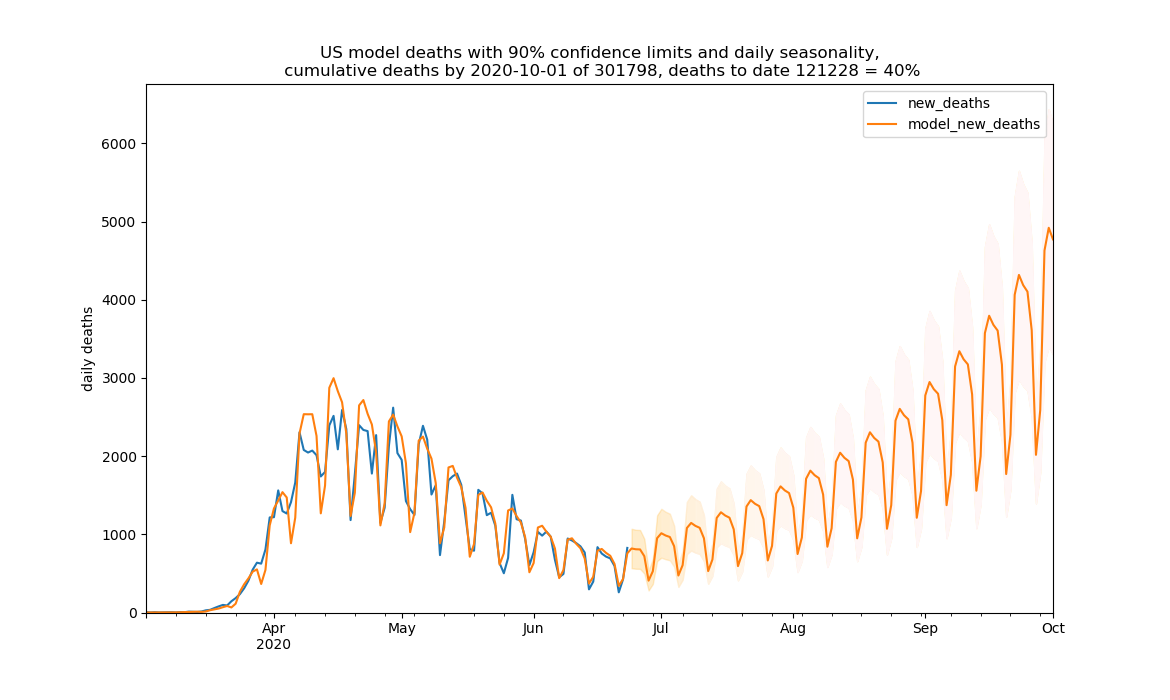 US model deaths with 90% confidence limits and daily seasonality,
cumulative deaths by 2020-10-01 of 301798, deaths to date 121228 = 40%
new_deaths
model_new_deaths
daily deaths
6000
5000
4000
3000
2000
1000
0
Apr
2020
May
Jun
Jul
Aug
Sep
Oct